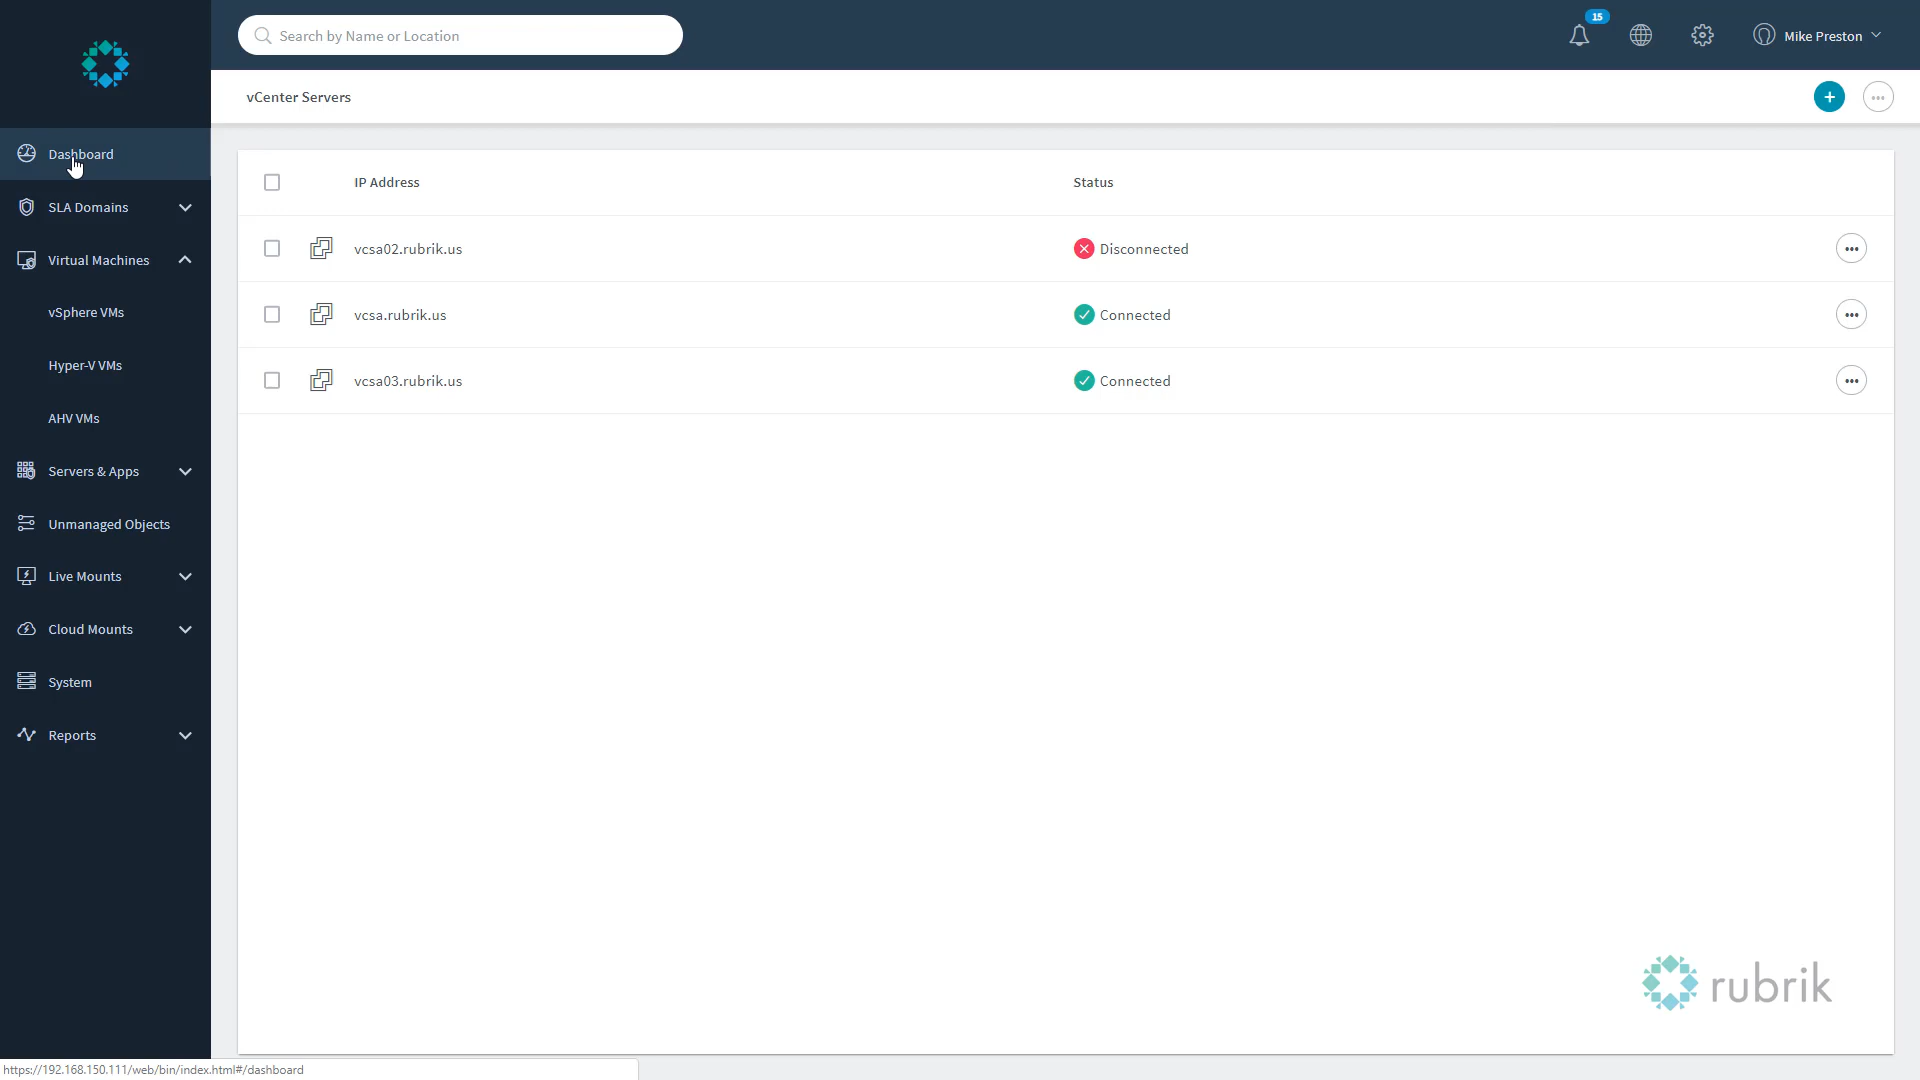 Search by Name or Location
15
Mike Preston
vCenter Servers
Dashboard
SLA Domains
Virtual Machines
vSphere VMs
Hyper-V VMs
AHV VMs
Servers & Apps
Unmanaged Objects
Live Mounts
Cloud Mounts
System
Reports
IP Address Status
vcsa02.rubrik.us Disconnected
vcsa.rubrik.us Connected
vcsa03.rubrik.us Connected
rubrik
https://192.168.150.111/web/bin/index.html#/dashboard